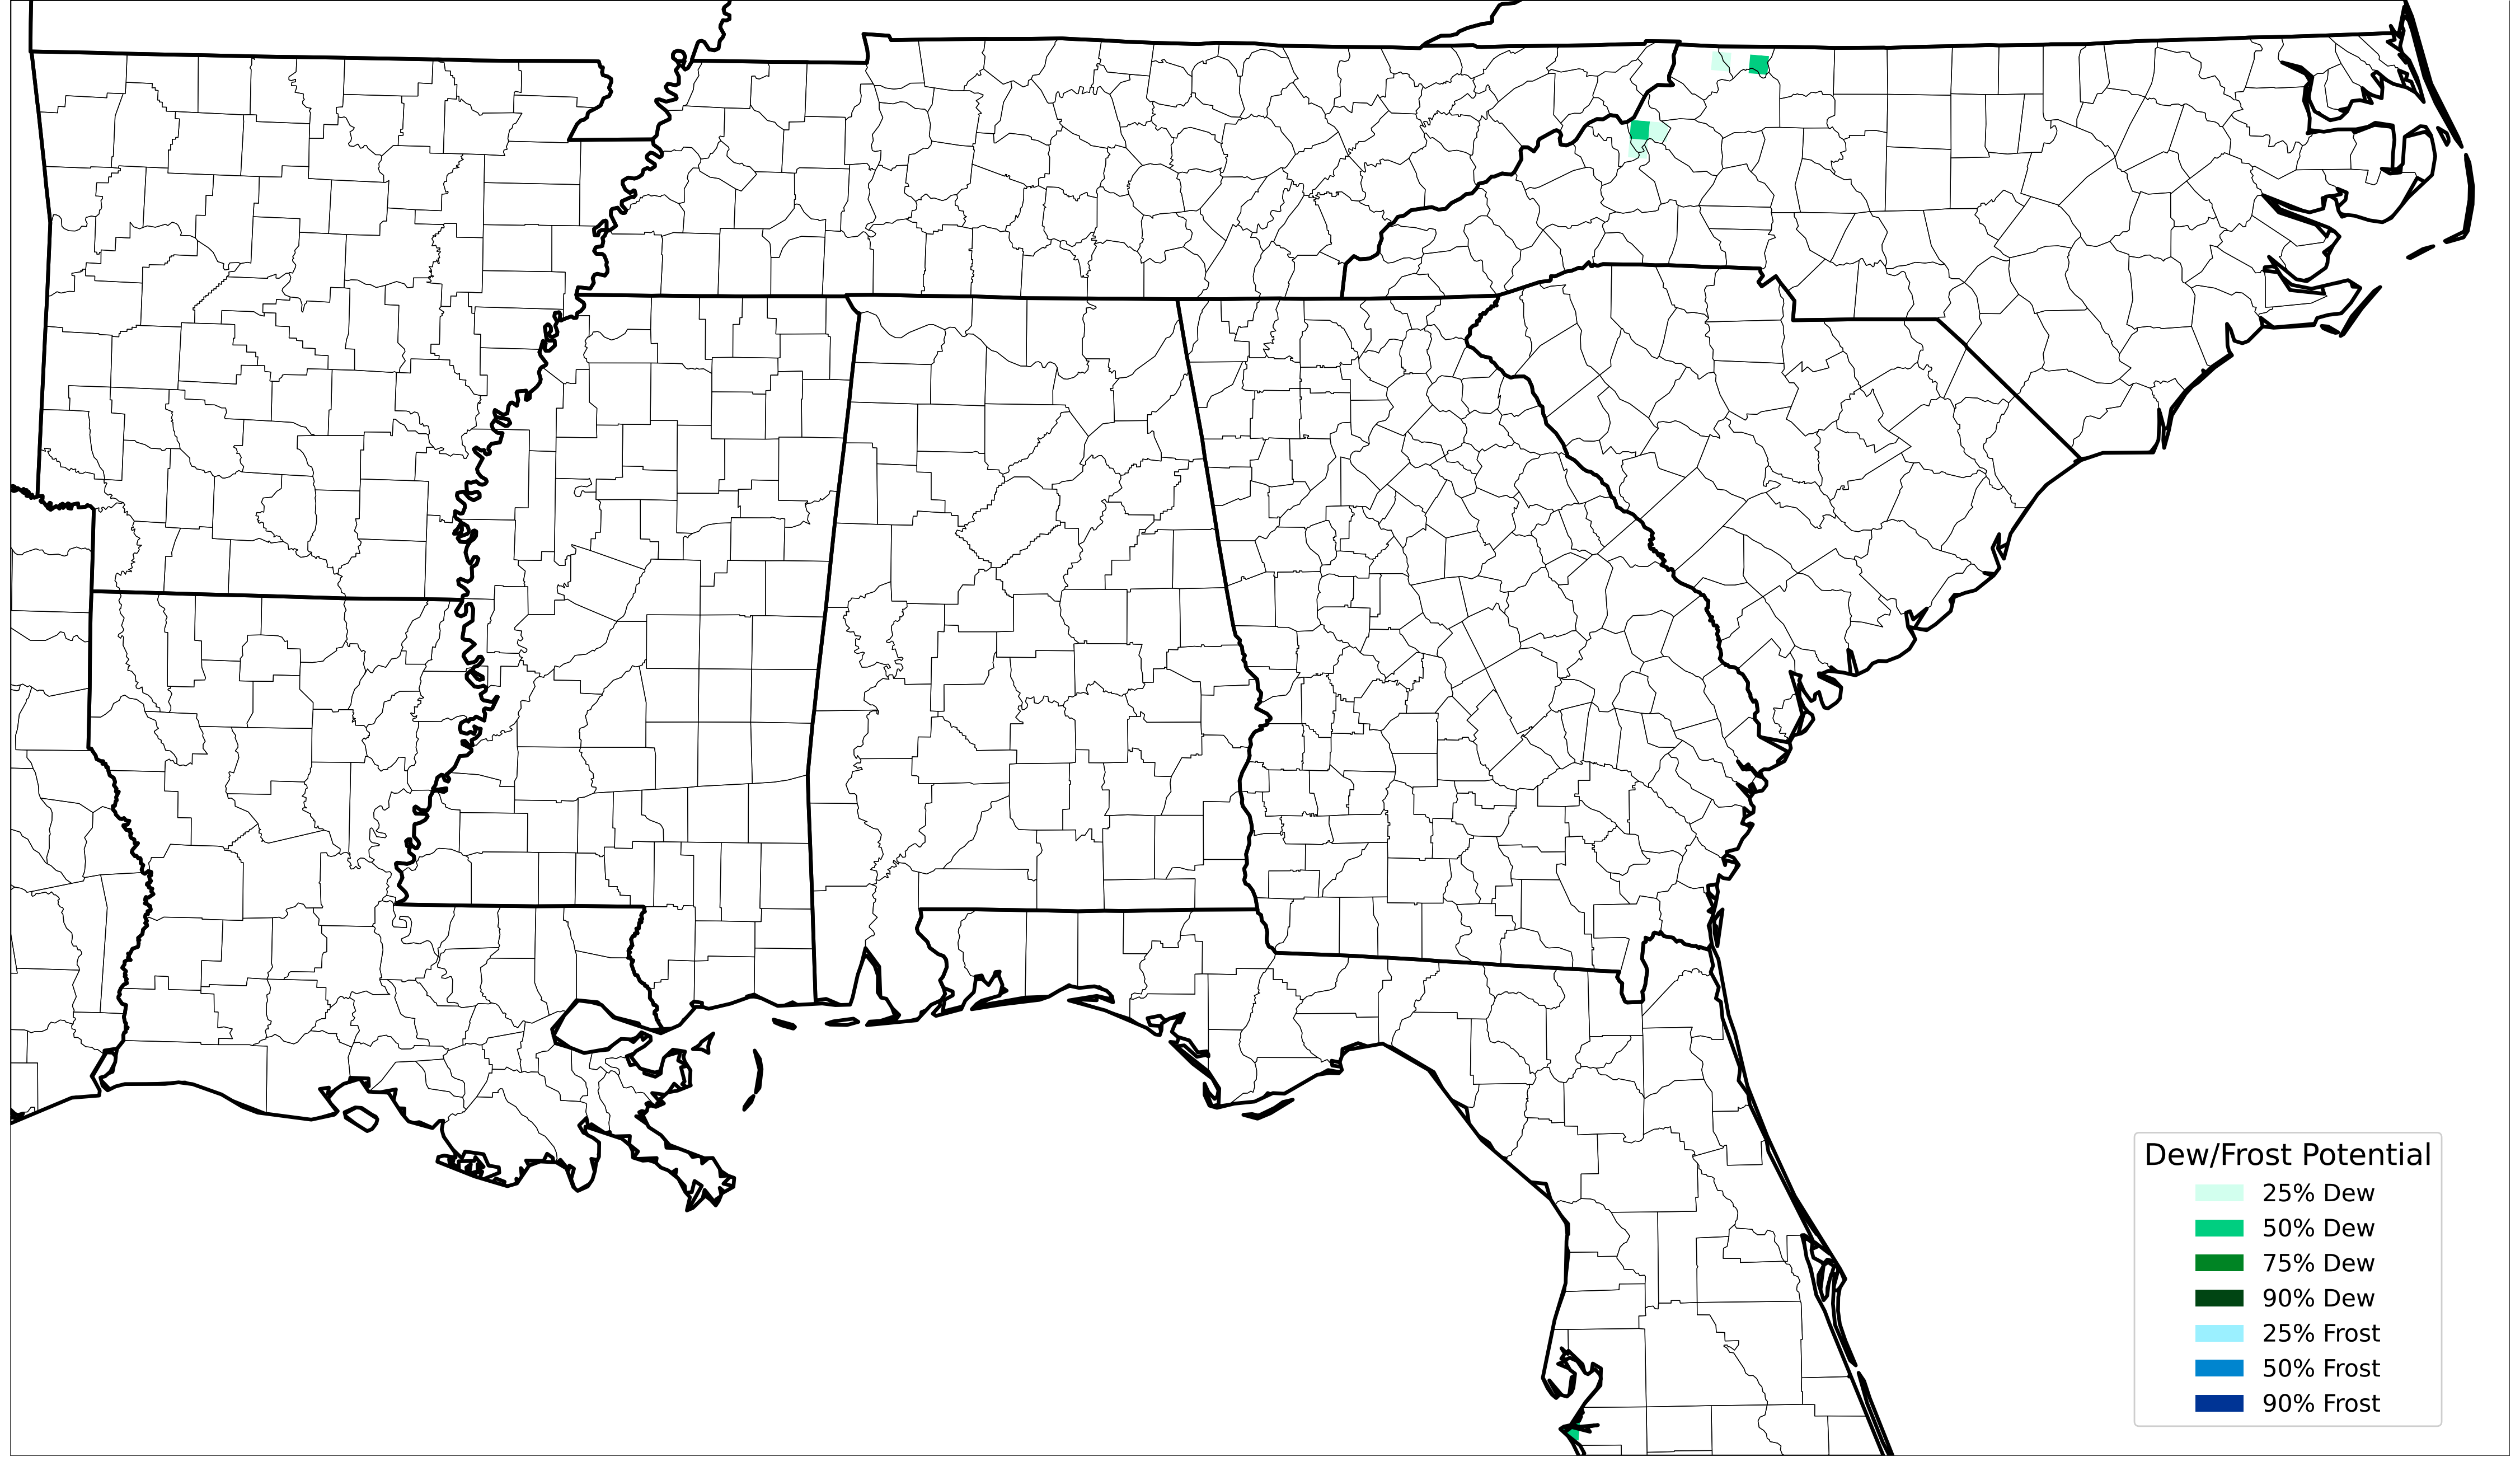 Dew/Frost Potential
25% Dew
50% Dew
75% Dew
90% Dew
25% Frost
50% Frost
90% Frost